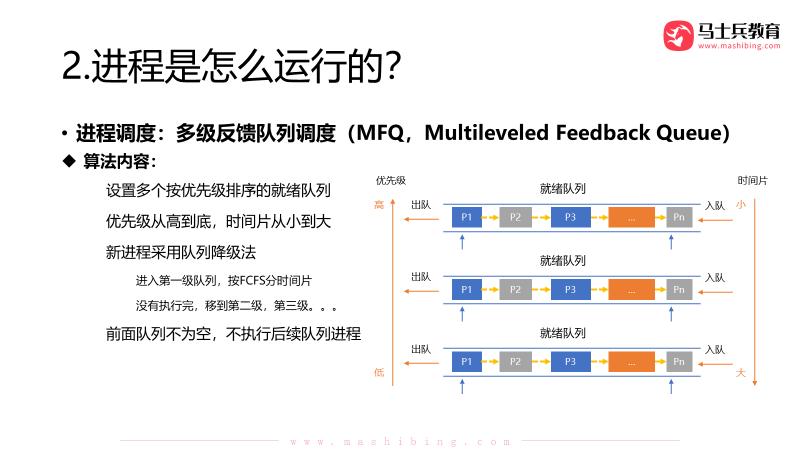 马士兵教育
www.mashibing.com
2.进程是怎么运行的?
• 进程调度：多级反馈队列调度（MFQ，Multileveled Feedback Queue）
◆ 算法内容：
设置多个按优先级排序的就绪队列
优先级从高到底，时间片从小到大
新进程采用队列降级法
进入第一级队列，按FCFS分时间片
没有执行完，移到第二级，第三级。。。
前面队列不为空，不执行后续队列进程
优先级
时间片
就绪队列
高 出队 P1 P2 P3 ... Pn 入队 小
就绪队列
出队 P1 P2 P3 ... Pn 入队
就绪队列
出队 P1 P2 P3 ... Pn 入队
低
大
www.mashibing.com